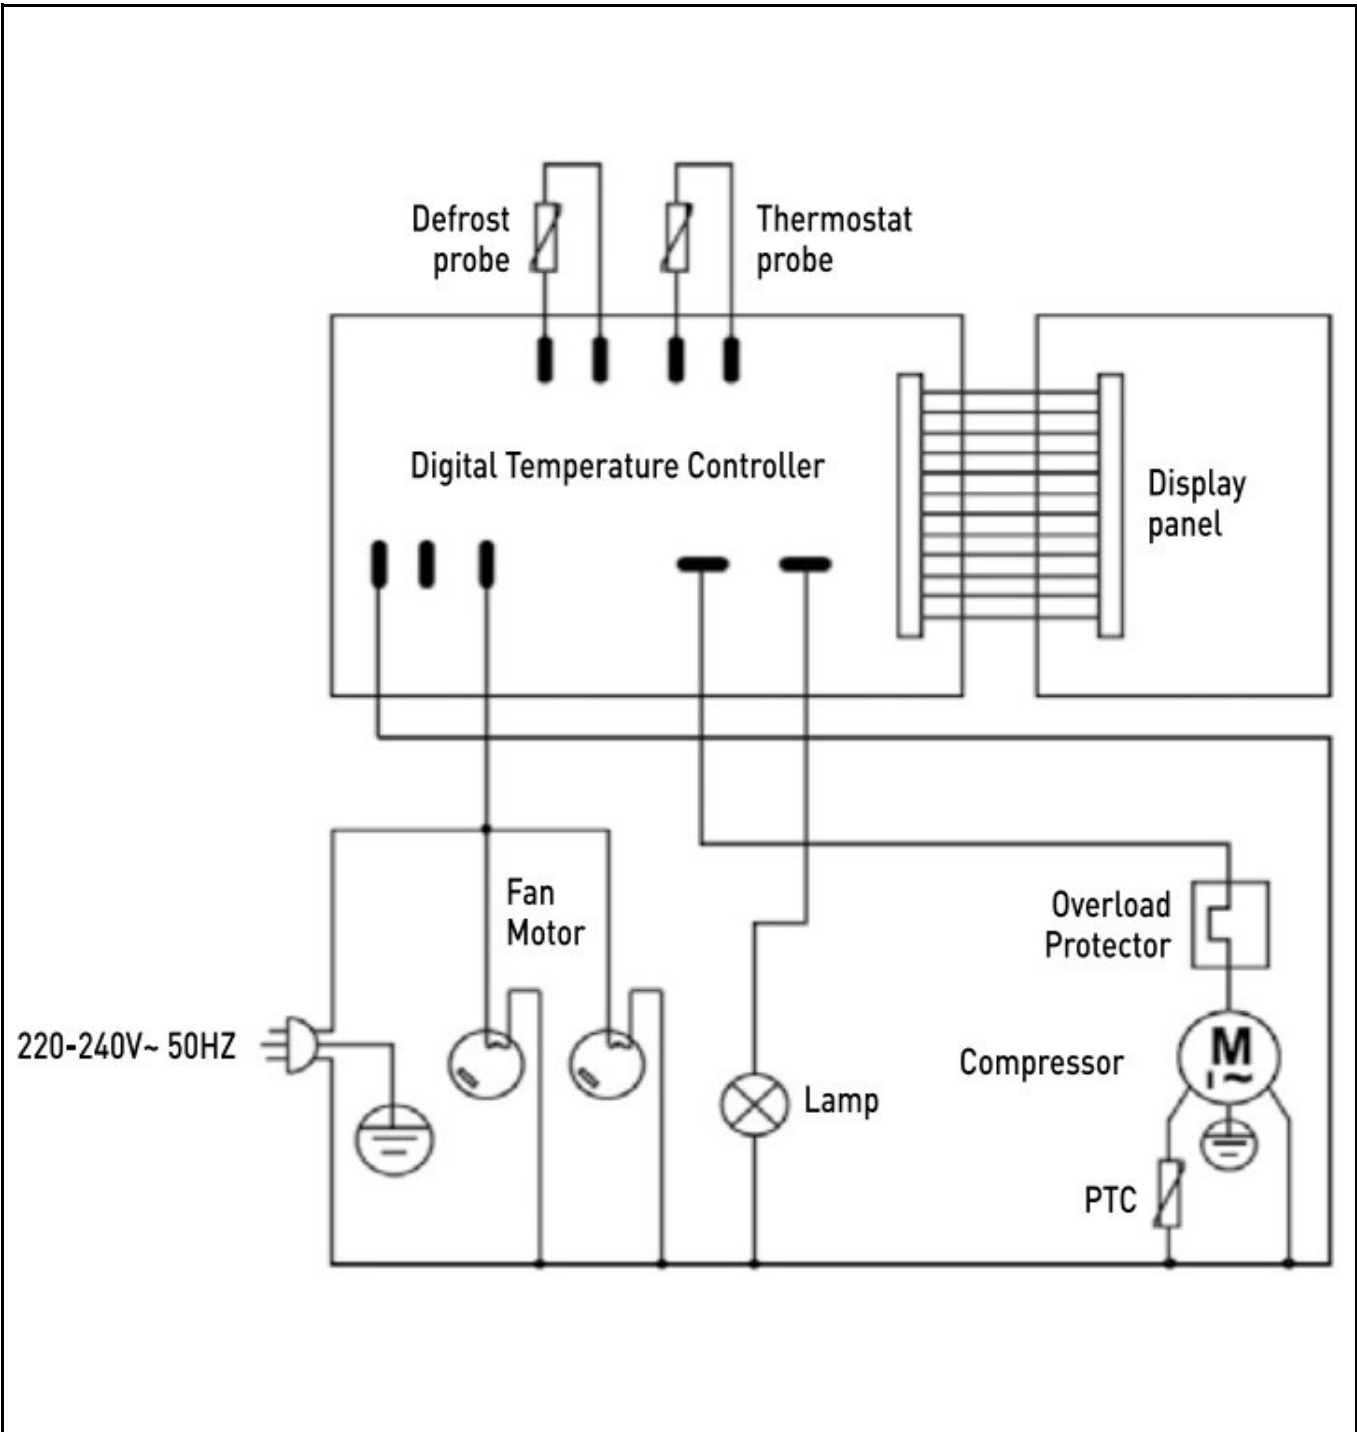 Defrost
probe
Thermostat
probe
Digital Temperature Controller
Display
panel
Fan
Motor
Overload
Protector
220-240V~ 50HZ
M
I~
Compressor
Lamp
PTC